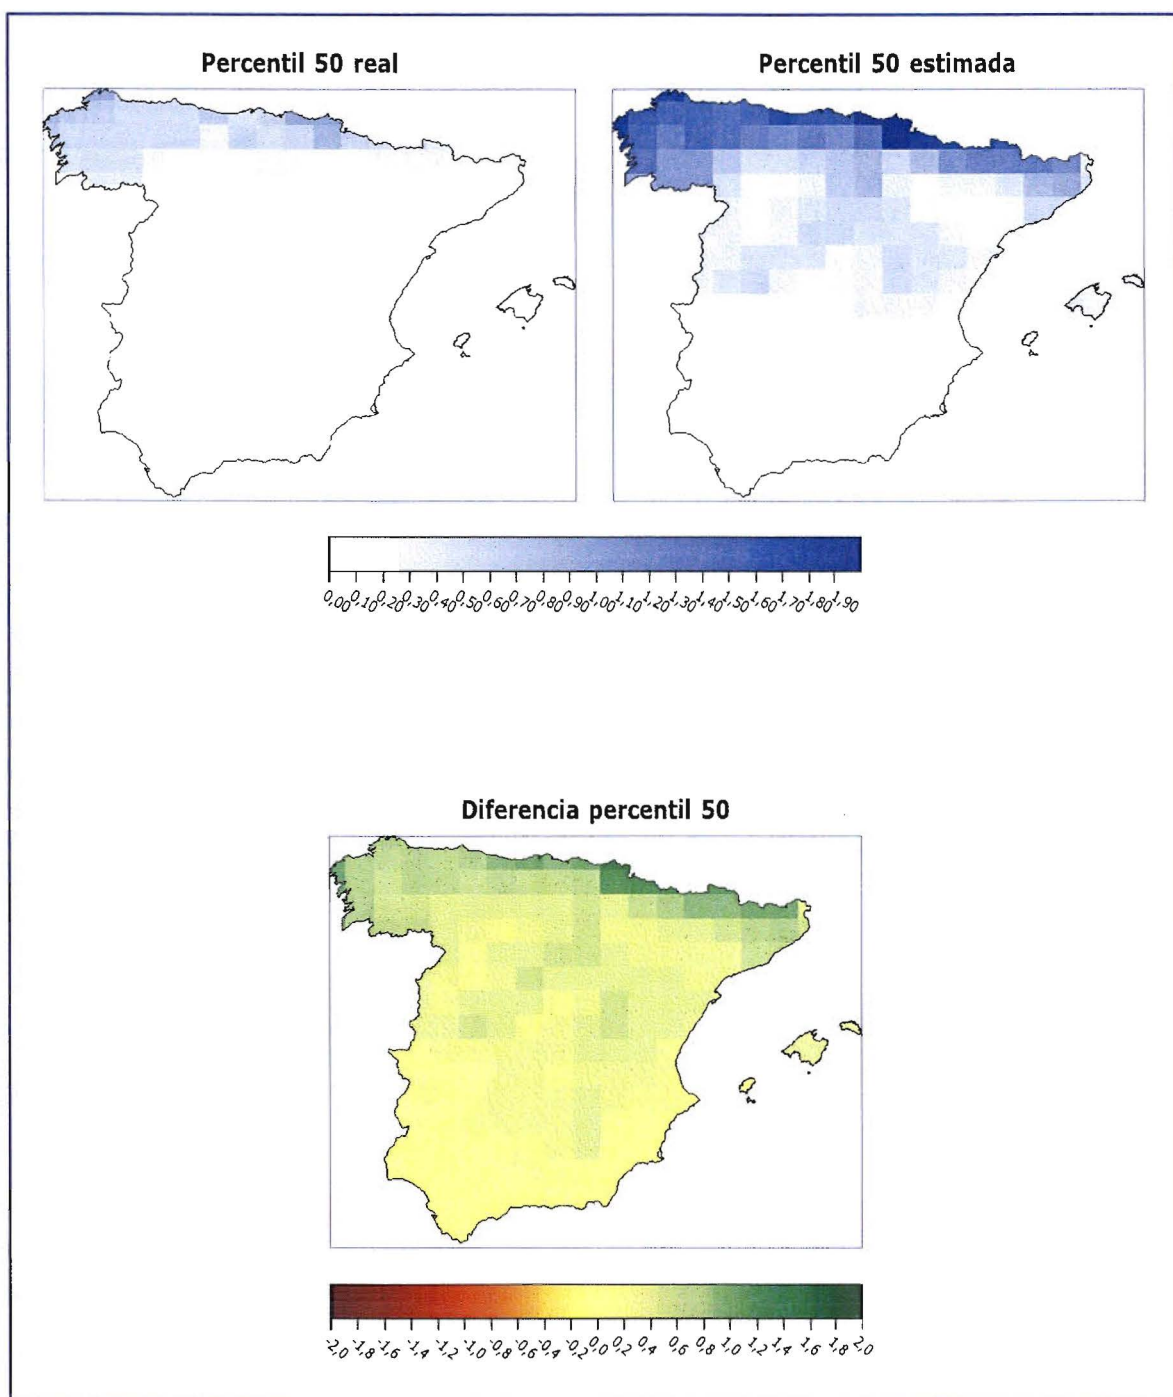 Percentil 50 real
Percentil 50 estimada
0,00 0,10 0,20 0,30 0,40 0,50 0,60 0,70 0,80 0,90 1,00 1,10 1,20 1,30 1,40 1,50 1,60 1,70 1,80 1,90
Diferencia percentil 50
-2,0 -1,8 -1,6 -1,4 -1,2 -1,0 -0,8 -0,6 -0,4 -0,2 0,0 0,2 0,4 0,6 0,8 1,0 1,2 1,4 1,6 1,8 2,0